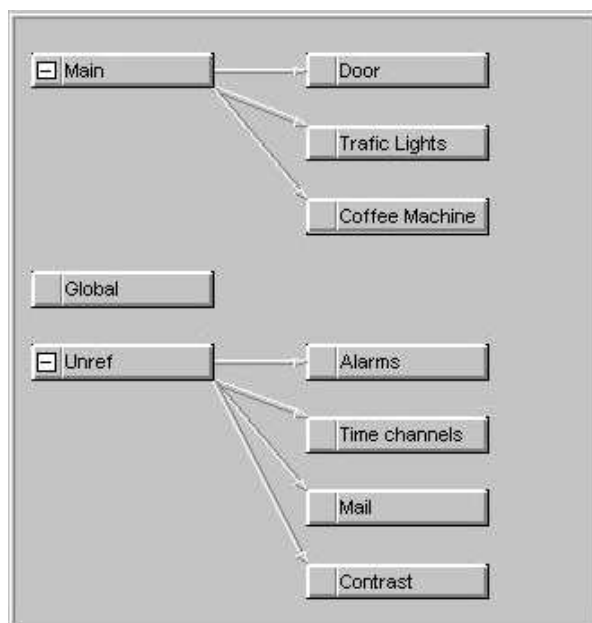 Main
Door
Trafic Lights
Coffee Machine
Global
Unref
Alarms
Time channels
Mail
Contrast